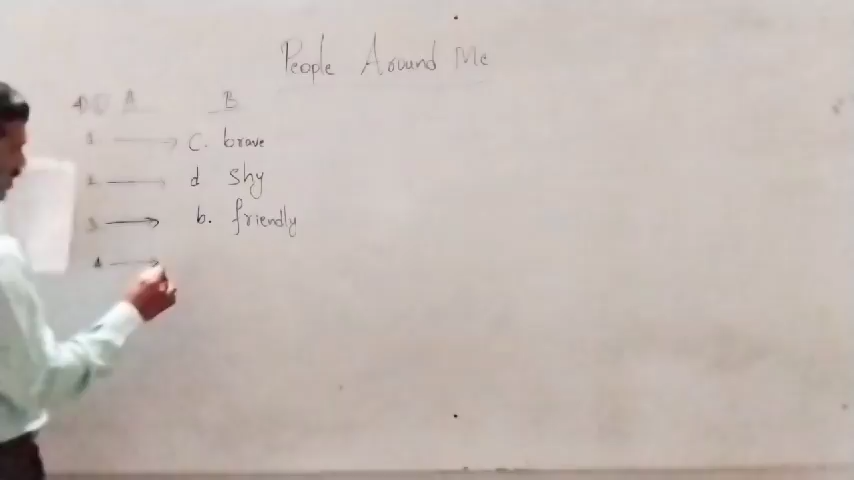 People Around Me
A B
1 → c. brave
2 → d shy
3 → b. friendly
4 →